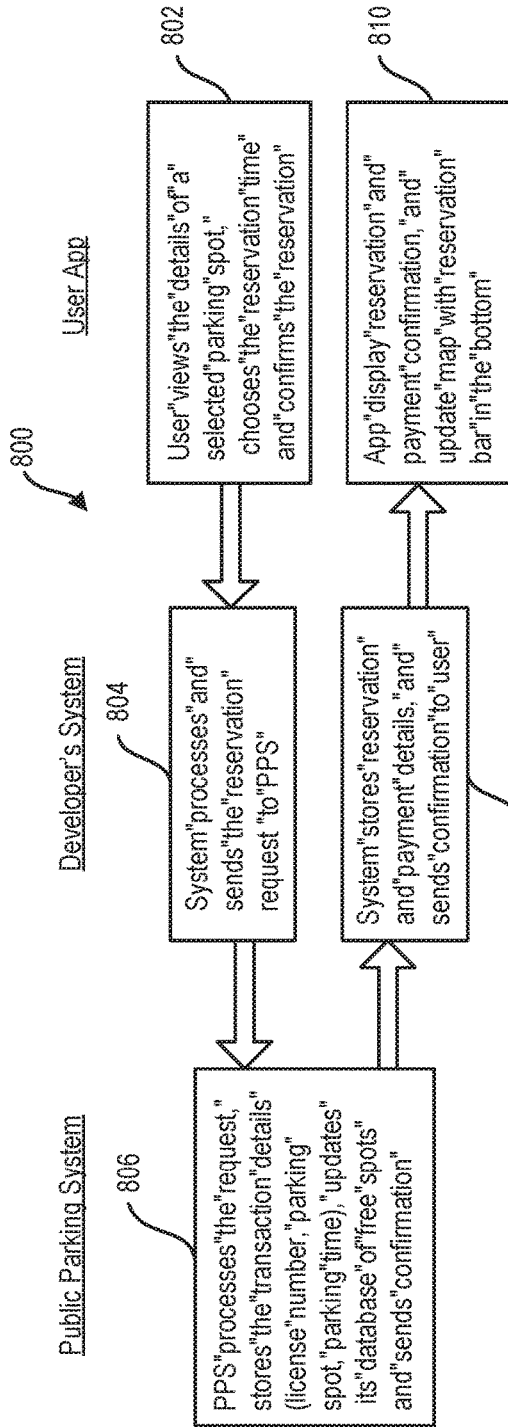 800
Public Parking System
Developer's System
User App
806
PPS"processes"the"request,"
stores"the"transaction"details"
(license"number,"parking"
spot,"parking"time),"updates"
its"database"of"free"spots"
and"sends"confirmation"
804
System"processes"and"
sends"the"reservation"
request "to"PPS"
802
User"views"the"details"of"a"
selected"parking"spot,"
chooses"the"reservation"time"
and"confirms"the"reservation"
System"stores"reservation"
and"payment"details,"and"
sends"confirmation"to"user"
810
App"display"reservation"and"
payment"confirmation,"and"
update"map"with"reservation"
bar"in"the"bottom"